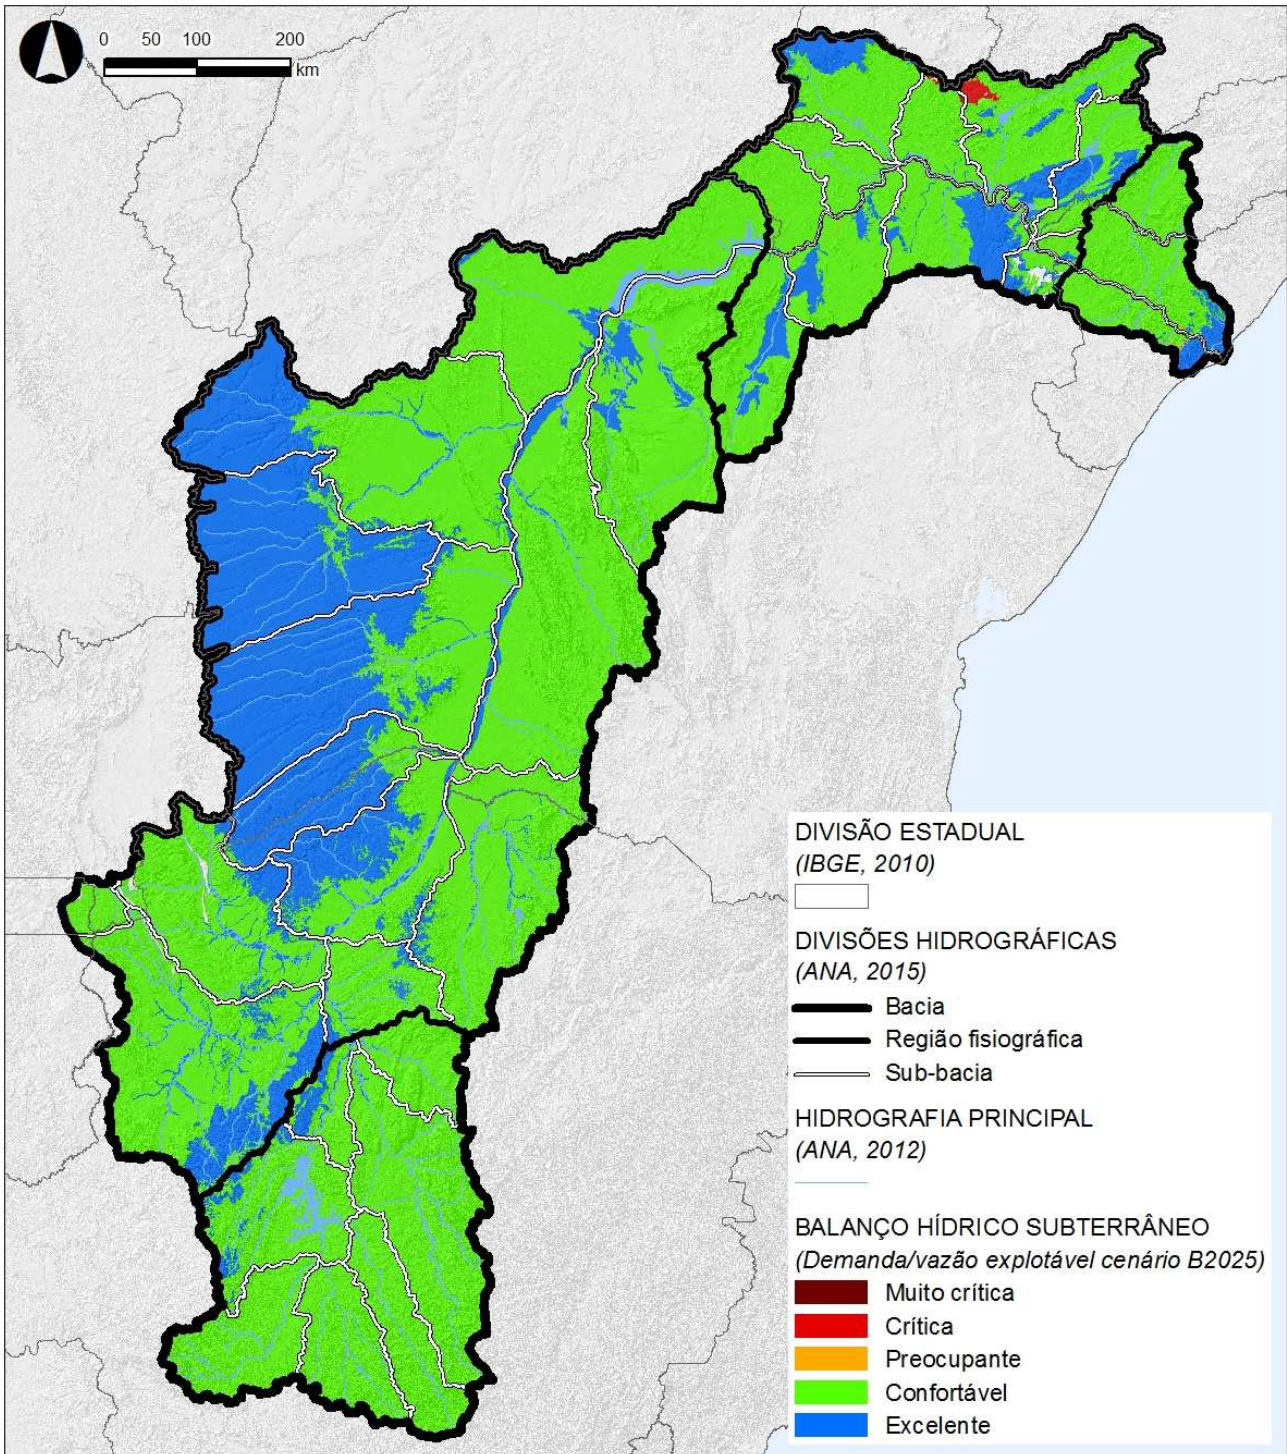 0 50 100 200
km
DIVISÃO ESTADUAL
(IBGE, 2010)
DIVISÕES HIDROGRÁFICAS
(ANA, 2015)
Bacia
Região fisiográfica
Sub-bacia
HIDROGRAFIA PRINCIPAL
(ANA, 2012)
BALANÇO HÍDRICO SUBTERRÂNEO
(Demanda/vazão explotável cenário B2025)
Muito crítica
Crítica
Preocupante
Confortável
Excelente